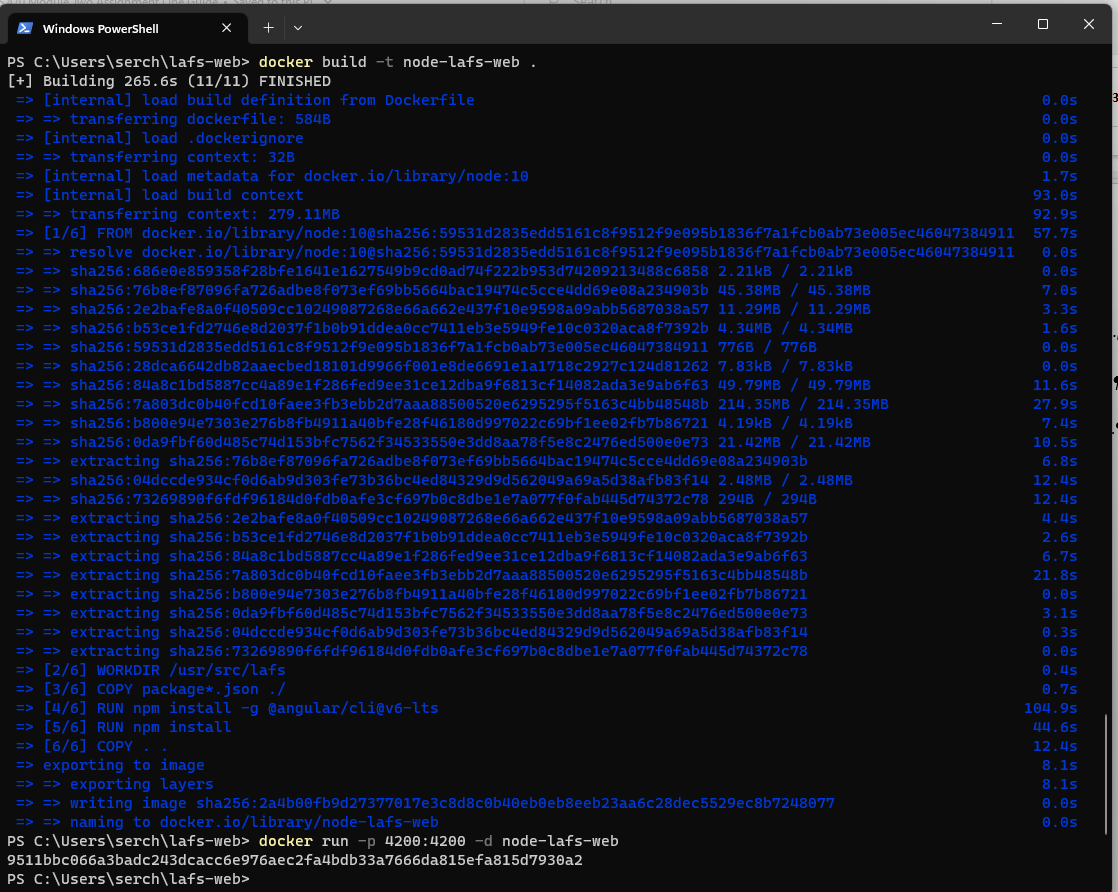 Windows PowerShell
PS C:\Users\serch\lafs-web> docker build -t node-lafs-web .
[+] Building 265.6s (11/11) FINISHED
=> [internal] load build definition from Dockerfile 0.0s
=> => transferring dockerfile: 584B 0.0s
=> [internal] load .dockerignore 0.0s
=> => transferring context: 32B 0.0s
=> [internal] load metadata for docker.io/library/node:10 1.7s
=> [internal] load build context 93.0s
=> => transferring context: 279.11MB 92.9s
=> [1/6] FROM docker.io/library/node:10@sha256:59531d2835edd5161c8f9512f9e095b1836f7a1fcb0ab73e005ec46047384911 57.7s
=> => resolve docker.io/library/node:10@sha256:59531d2835edd5161c8f9512f9e095b1836f7a1fcb0ab73e005ec46047384911 0.0s
=> => sha256:686e0e859358f28bfe1641e1627549b9cd0ad74f222b953d74209213488c6858 2.21kB / 2.21kB 0.0s
=> => sha256:76b8ef87096fa726adbe8f073ef69bb5664bac19474c5cce4dd69e08a234903b 45.38MB / 45.38MB 7.0s
=> => sha256:2e2bafe8a0f40509cc10249087268e66a662e437f10e9598a09abb5687038a57 11.29MB / 11.29MB 3.3s
=> => sha256:b53ce1fd2746e8d2037f1b0b91ddea0cc7411eb3e5949fe10c0320aca8f7392b 4.34MB / 4.34MB 1.6s
=> => sha256:59531d2835edd5161c8f9512f9e095b1836f7a1fcb0ab73e005ec46047384911 776B / 776B 0.0s
=> => sha256:28dca6642db82aaecbed18101d9966f001e8de6691e1a1718c2927c124d81262 7.83kB / 7.83kB 0.0s
=> => sha256:84a8c1bd5887cc4a89e1f286fed9ee31ce12dba9f6813cf14082ada3e9ab6f63 49.79MB / 49.79MB 11.6s
=> => sha256:7a803dc0b40fcd10faee3fb3ebb2d7aaa88500520e6295295f5163c4bb48548b 214.35MB / 214.35MB 27.9s
=> => sha256:b800e94e7303e276b8fb4911a40bfe28f46180d997022c69bf1ee02fb7b86721 4.19kB / 4.19kB 7.4s
=> => sha256:0da9fbf60d485c74d153bfc7562f34533550e3dd8aa78f5e8c2476ed500e0e73 21.42MB / 21.42MB 10.5s
=> => extracting sha256:76b8ef87096fa726adbe8f073ef69bb5664bac19474c5cce4dd69e08a234903b 6.8s
=> => sha256:04dccde934cf0d6ab9d303fe73b36bc4ed84329d9d562049a69a5d38afb83f14 2.48MB / 2.48MB 12.4s
=> => sha256:73269890f6fdf96184d0fdb0afe3cf697b0c8dbe1e7a077f0fab445d74372c78 294B / 294B 12.4s
=> => extracting sha256:2e2bafe8a0f40509cc10249087268e66a662e437f10e9598a09abb5687038a57 4.4s
=> => extracting sha256:b53ce1fd2746e8d2037f1b0b91ddea0cc7411eb3e5949fe10c0320aca8f7392b 2.6s
=> => extracting sha256:84a8c1bd5887cc4a89e1f286fed9ee31ce12dba9f6813cf14082ada3e9ab6f63 6.7s
=> => extracting sha256:7a803dc0b40fcd10faee3fb3ebb2d7aaa88500520e6295295f5163c4bb48548b 21.8s
=> => extracting sha256:b800e94e7303e276b8fb4911a40bfe28f46180d997022c69bf1ee02fb7b86721 0.0s
=> => extracting sha256:0da9fbf60d485c74d153bfc7562f34533550e3dd8aa78f5e8c2476ed500e0e73 3.1s
=> => extracting sha256:04dccde934cf0d6ab9d303fe73b36bc4ed84329d9d562049a69a5d38afb83f14 0.3s
=> => extracting sha256:73269890f6fdf96184d0fdb0afe3cf697b0c8dbe1e7a077f0fab445d74372c78 0.0s
=> [2/6] WORKDIR /usr/src/lafs 0.4s
=> [3/6] COPY package*.json ./ 0.7s
=> [4/6] RUN npm install -g @angular/cli@v6-lts 104.9s
=> [5/6] RUN npm install 44.6s
=> [6/6] COPY . . 12.4s
=> exporting to image 8.1s
=> => exporting layers 8.1s
=> => writing image sha256:2a4b00fb9d27377017e3c8d8c0b40eb0eb8eeb23aa6c28dec5529ec8b7248077 0.0s
=> => naming to docker.io/library/node-lafs-web 0.0s
PS C:\Users\serch\lafs-web> docker run -p 4200:4200 -d node-lafs-web
9511bbc066a3badc243dcacc6e976aec2fa4bdb33a7666da815efa815d7930a2
PS C:\Users\serch\lafs-web>